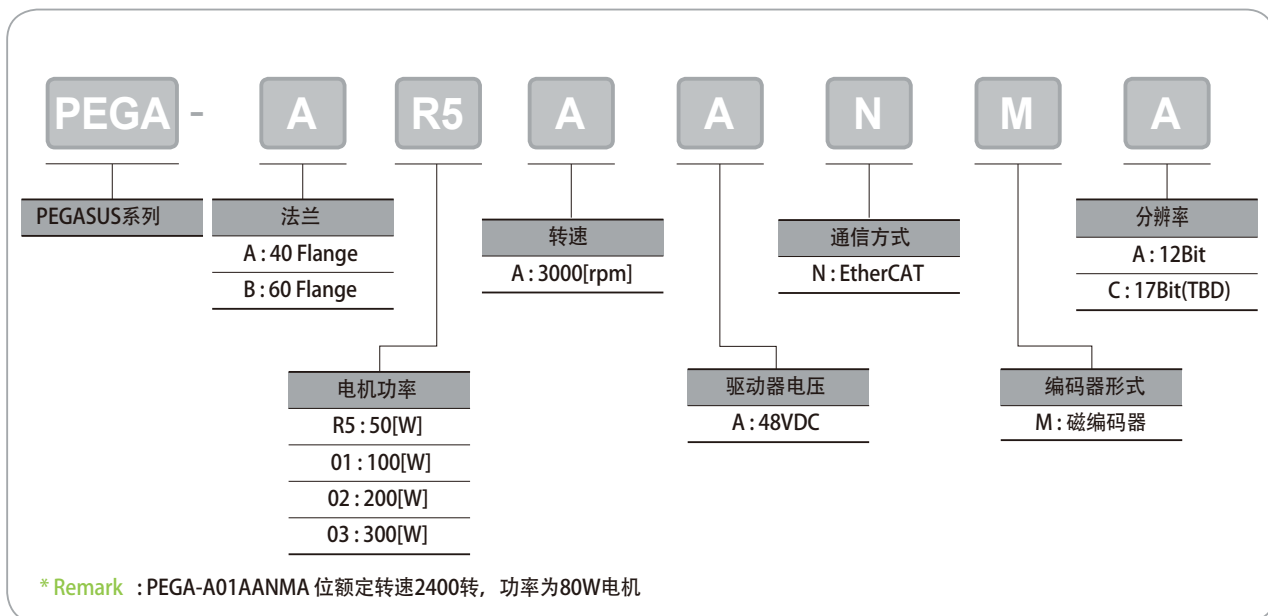 PEGA - A R5 A A N M A
PEGASUS系列
法兰
A : 40 Flange
B : 60 Flange
转速
A : 3000[rpm]
通信方式
N : EtherCAT
分辨率
A : 12Bit
C : 17Bit(TBD)
电机功率
R5 : 50[W]
01 : 100[W]
02 : 200[W]
03 : 300[W]
驱动器电压
A : 48VDC
编码器形式
M : 磁编码器
* Remark : PEGA-A01AANMA 位额定转速2400转，功率为80W电机